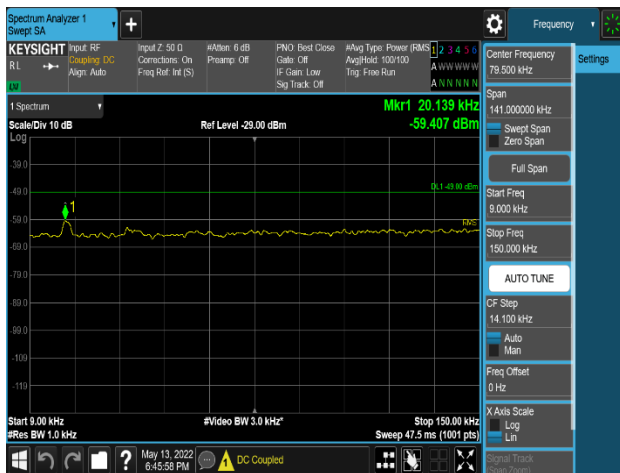 Spectrum Analyzer 1
Swept SA
Frequency
KEYSIGHT
RL
Input: RF
Coupling: DC
Align: Auto
Input Z: 50 Ω
Corrections: On
Freq Ref: Int (S)
#Atten: 6 dB
Preamp: Off
PNO: Best Close
Gate: Off
IF Gain: Low
Sig Track: Off
#Avg Type: Power (RMS
Avg|Hold: 100/100
Trig: Free Run
1 2 3 4 5 6
A W W W W W
A N N N N N
Settings
Center Frequency
79.500 kHz
Span
141.000000 kHz
Swept Span
Zero Span
Full Span
Start Freq
9.000 kHz
Stop Freq
150.000 kHz
AUTO TUNE
CF Step
14.100 kHz
Auto
Man
Freq Offset
0 Hz
X Axis Scale
Log
Lin
Signal Track
(Span Zoom)
1 Spectrum
Scale/Div 10 dB
Log
Ref Level -29.00 dBm
Mkr1 20.139 kHz
-59.407 dBm
-39.0
-49.0
DL1 -49.00 dBm
1
-59.0
RMS
-69.0
-79.0
-89.0
-99.0
-109
-119
Start 9.00 kHz
#Res BW 1.0 kHz
#Video BW 3.0 kHz*
Stop 150.00 kHz
Sweep 47.5 ms (1001 pts)
?
May 13, 2022
6:45:58 PM
DC Coupled